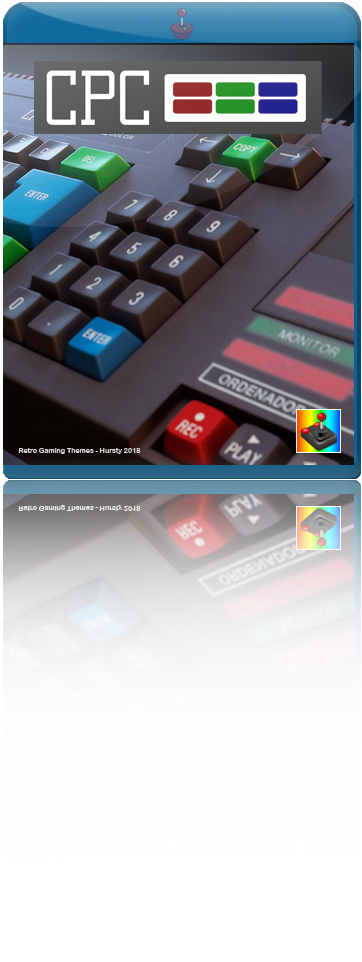 CPC
COLOR
DEL
COPY
←
→
↓
ENTER
7
8
9
4
5
6
1
2
3
0
.
ENTER
MONITOR
ORDENADOR
REC
PLAY
Retro Gaming Themes - Hursty 2018